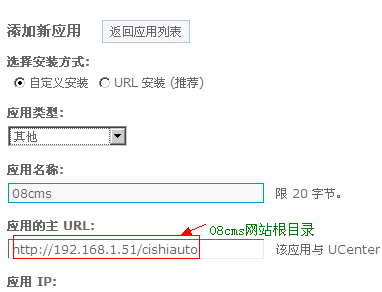 添加新应用 返回应用列表
选择安装方式:
自定义安装 URL 安装 (推荐)
应用类型:
其他
应用名称:
08cms 限 20 字节。
应用的主 URL: 08cms网站根目录
http://192.168.1.51/cishiauto 该应用与 UCenter
应用 IP: